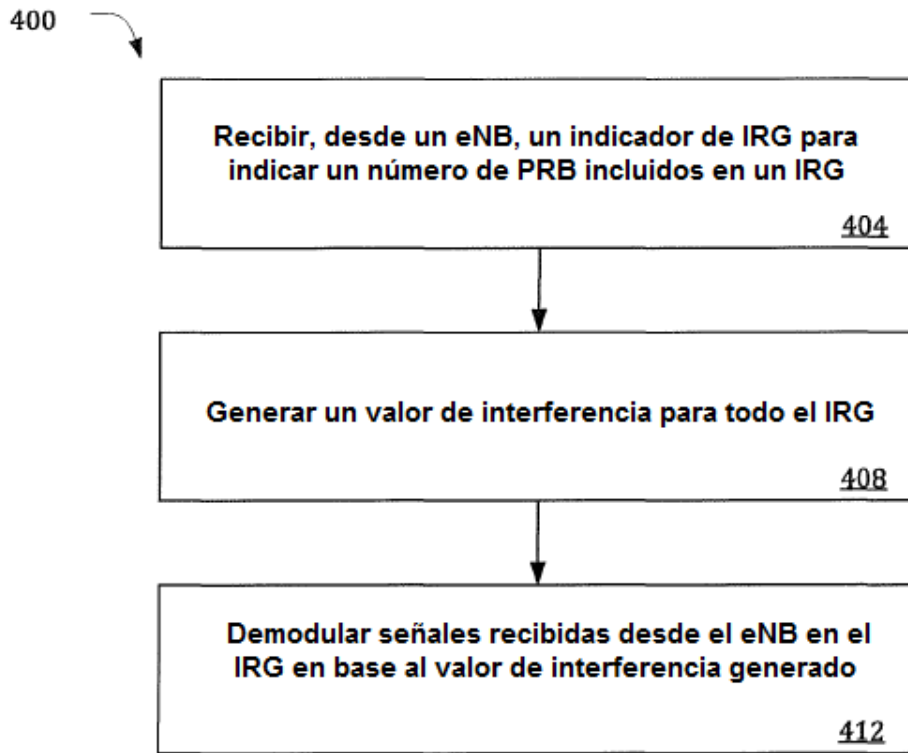 400
Recibir, desde un eNB, un indicador de IRG para
indicar un número de PRB incluidos en un IRG
404
Generar un valor de interferencia para todo el IRG
408
Demodular señales recibidas desde el eNB en el
IRG en base al valor de interferencia generado
412